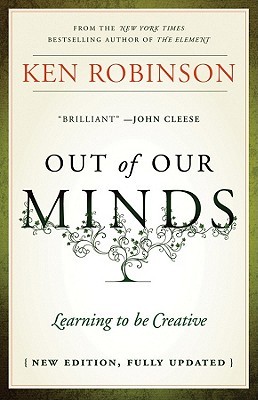 FROM THE NEW YORK TIMES
BESTSELLING AUTHOR OF THE ELEMENT
KEN ROBINSON
"BRILLIANT" —JOHN CLEESE
OUT of OUR
MINDS
Learning to be Creative
{ NEW EDITION, FULLY UPDATED }